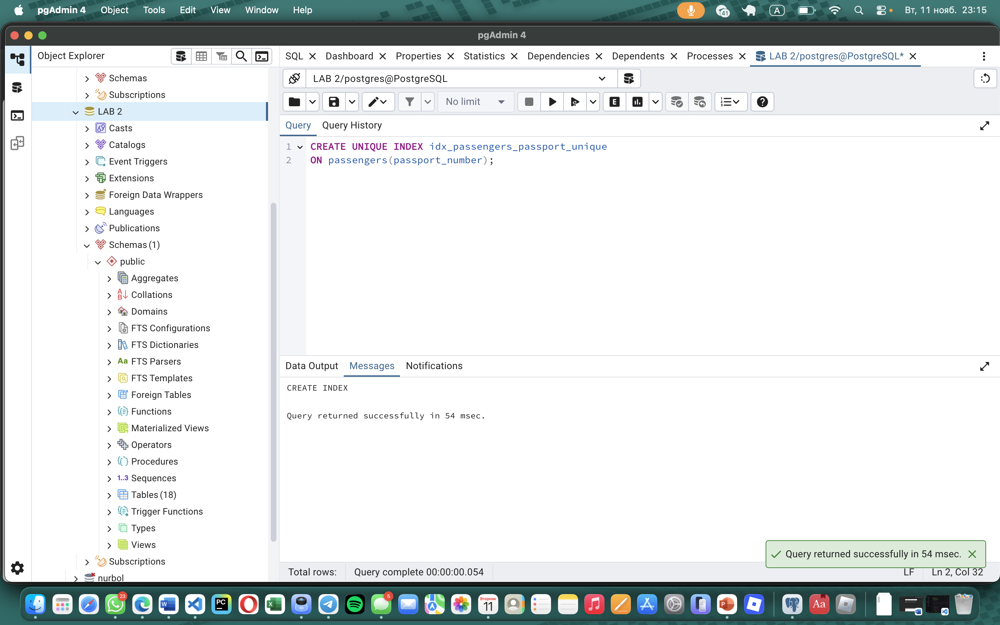 pgAdmin 4 Object Tools Edit View Window Help 41 A Вт, 11 нояб. 23:15
pgAdmin 4
Object Explorer
Schemas
Subscriptions
LAB 2
Casts
Catalogs
Event Triggers
Extensions
Foreign Data Wrappers
Languages
Publications
Schemas (1)
public
Aggregates
Collations
Domains
FTS Configurations
FTS Dictionaries
Aa FTS Parsers
FTS Templates
Foreign Tables
Functions
Materialized Views
Operators
Procedures
1..3 Sequences
Tables (18)
Trigger Functions
Types
Views
Subscriptions
nurbol
SQL Dashboard Properties Statistics Dependencies Dependents Processes LAB 2/postgres@PostgreSQL*
LAB 2/postgres@PostgreSQL
No limit E
Query Query History
1 CREATE UNIQUE INDEX idx_passengers_passport_unique
2 ON passengers(passport_number);
Data Output Messages Notifications
CREATE INDEX
Query returned successfully in 54 msec.
Query returned successfully in 54 msec.
Total rows: Query complete 00:00:00.054 LF Ln 2, Col 32
23 W PC X 5 Вторник 11 P Aa